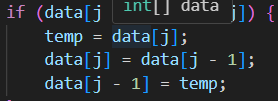 int[] data
if (data[j j]) {
temp = data[j];
data[j] = data[j - 1];
data[j - 1] = temp;